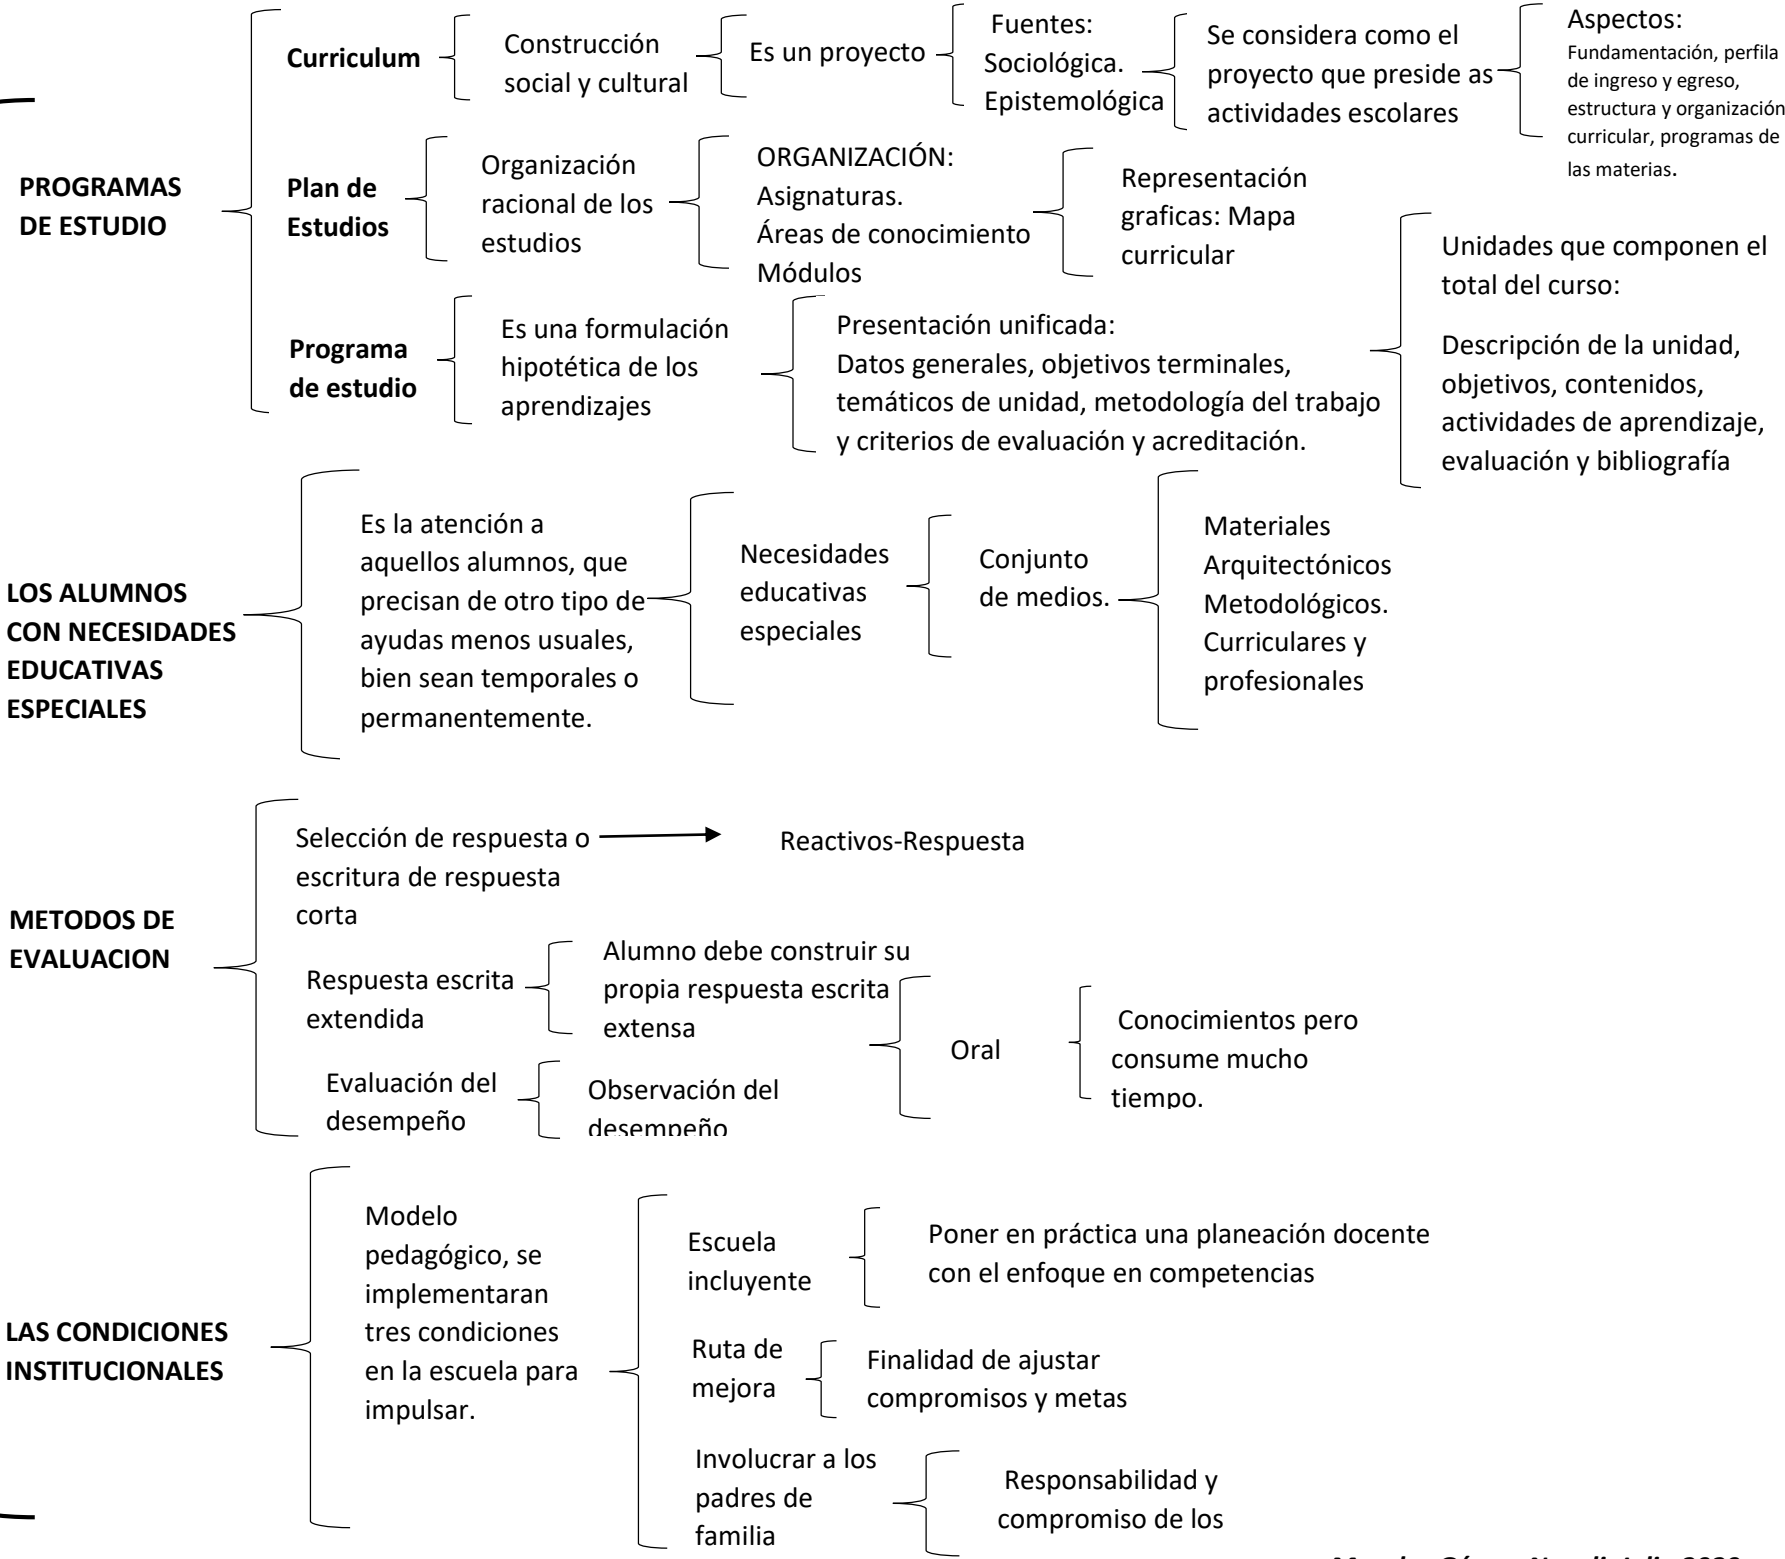 PROGRAMAS
DE ESTUDIO
Curriculum
Construcción
social y cultural
Es un proyecto
Fuentes:
Sociológica.
Epistemológica
Se considera como el
proyecto que preside as
actividades escolares
Aspectos:
Fundamentación, perfila
de ingreso y egreso,
estructura y organización
curricular, programas de
las materias.
Plan de
Estudios
Organización
racional de los
estudios
ORGANIZACIÓN:
Asignaturas.
Áreas de conocimiento
Módulos
Representación
graficas: Mapa
curricular
Programa
de estudio
Es una formulación
hipotética de los
aprendizajes
Presentación unificada:
Datos generales, objetivos terminales,
temáticos de unidad, metodología del trabajo
y criterios de evaluación y acreditación.
Unidades que componen el
total del curso:
Descripción de la unidad,
objetivos, contenidos,
actividades de aprendizaje,
evaluación y bibliografía
LOS ALUMNOS
CON NECESIDADES
EDUCATIVAS
ESPECIALES
Es la atención a
aquellos alumnos, que
precisan de otro tipo de
ayudas menos usuales,
bien sean temporales o
permanentemente.
Necesidades
educativas
especiales
Conjunto
de medios.
Materiales
Arquitectónicos
Metodológicos.
Curriculares y
profesionales
METODOS DE
EVALUACION
Selección de respuesta o
escritura de respuesta
corta
Reactivos-Respuesta
Respuesta escrita
extendida
Alumno debe construir su
propia respuesta escrita
extensa
Evaluación del
desempeño
Observación del
desempeño
Oral
Conocimientos pero
consume mucho
tiempo.
LAS CONDICIONES
INSTITUCIONALES
Modelo
pedagógico, se
implementaran
tres condiciones
en la escuela para
impulsar.
Escuela
incluyente
Poner en práctica una planeación docente
con el enfoque en competencias
Ruta de
mejora
Finalidad de ajustar
compromisos y metas
Involucrar a los
padres de
familia
Responsabilidad y
compromiso de los